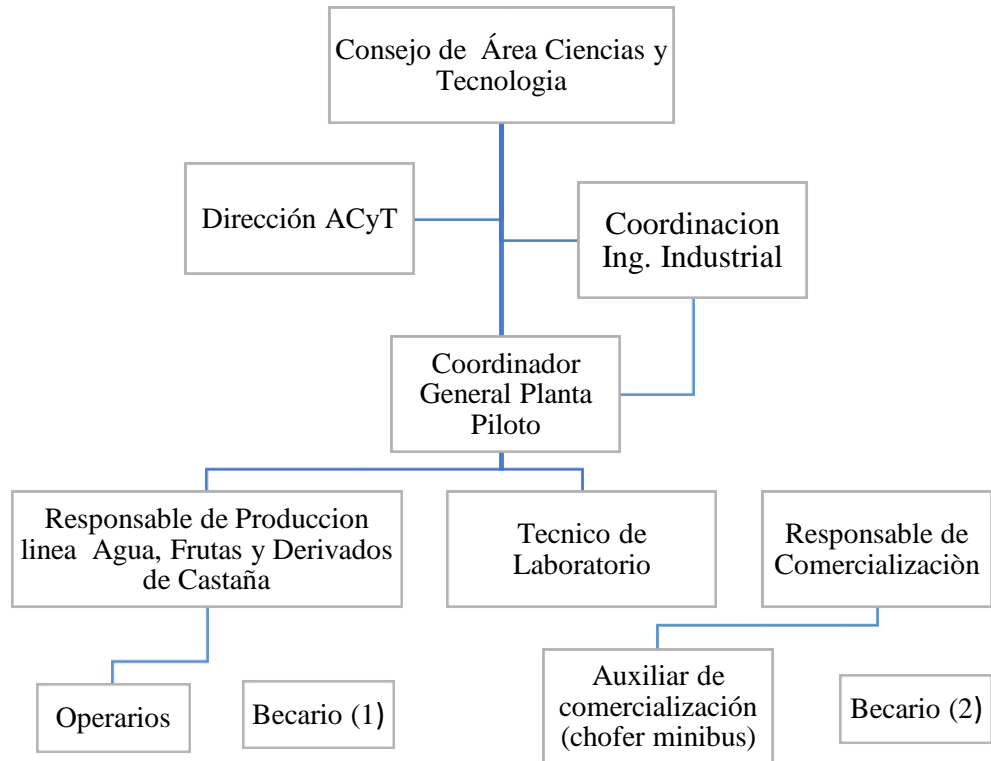 Consejo de Área Ciencias y
Tecnologia
Dirección ACyT
Coordinacion
Ing. Industrial
Coordinador
General Planta
Piloto
Responsable de Produccion
linea Agua, Frutas y Derivados
de Castaña
Tecnico de
Laboratorio
Responsable de
Comercializaciòn
Operarios
Becario (1)
Auxiliar de
comercialización
(chofer minibus)
Becario (2)